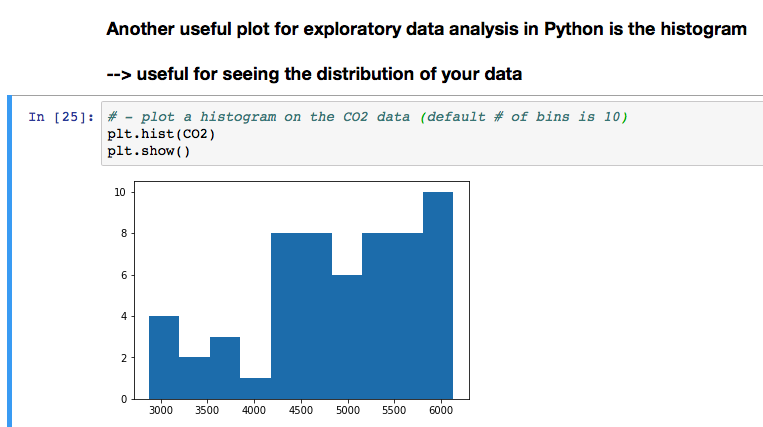 Another useful plot for exploratory data analysis in Python is the histogram
--> useful for seeing the distribution of your data
In [25]: # - plot a histogram on the CO2 data (default # of bins is 10)
plt.hist(CO2)
plt.show()
10
8
6
4
2
0
3000 3500 4000 4500 5000 5500 6000